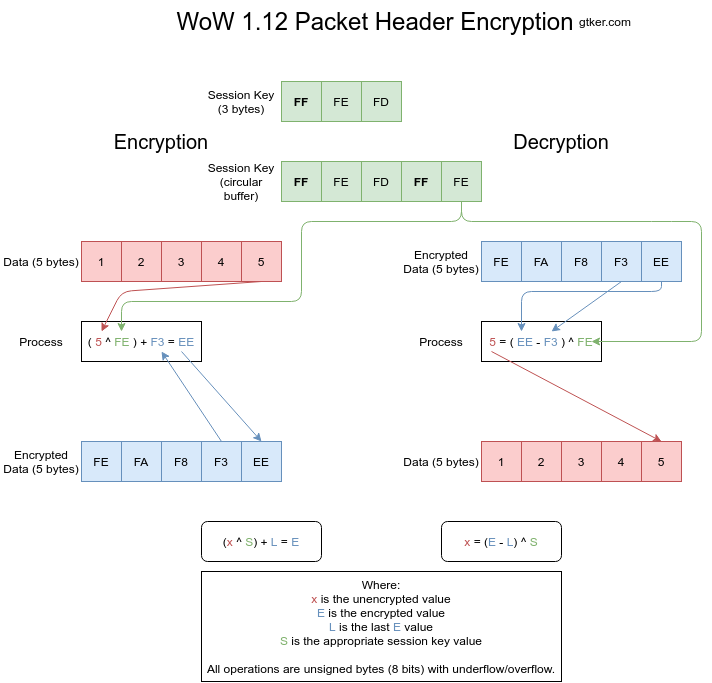 WoW 1.12 Packet Header Encryption gtker.com
Session Key
(3 bytes)
FF FE FD
Encryption
Decryption
Session Key
(circular
buffer)
FF FE FD FF FE
Data (5 bytes)
1 2 3 4 5
Encrypted
Data (5 bytes)
FE FA F8 F3 EE
Process
( 5 ^ FE ) + F3 = EE
Process
5 = ( EE - F3 ) ^ FE
Encrypted
Data (5 bytes)
FE FA F8 F3 EE
Data (5 bytes)
1 2 3 4 5
(x ^ S) + L = E
x = (E - L) ^ S
Where:
x is the unencrypted value
E is the encrypted value
L is the last E value
S is the appropriate session key value
All operations are unsigned bytes (8 bits) with underflow/overflow.